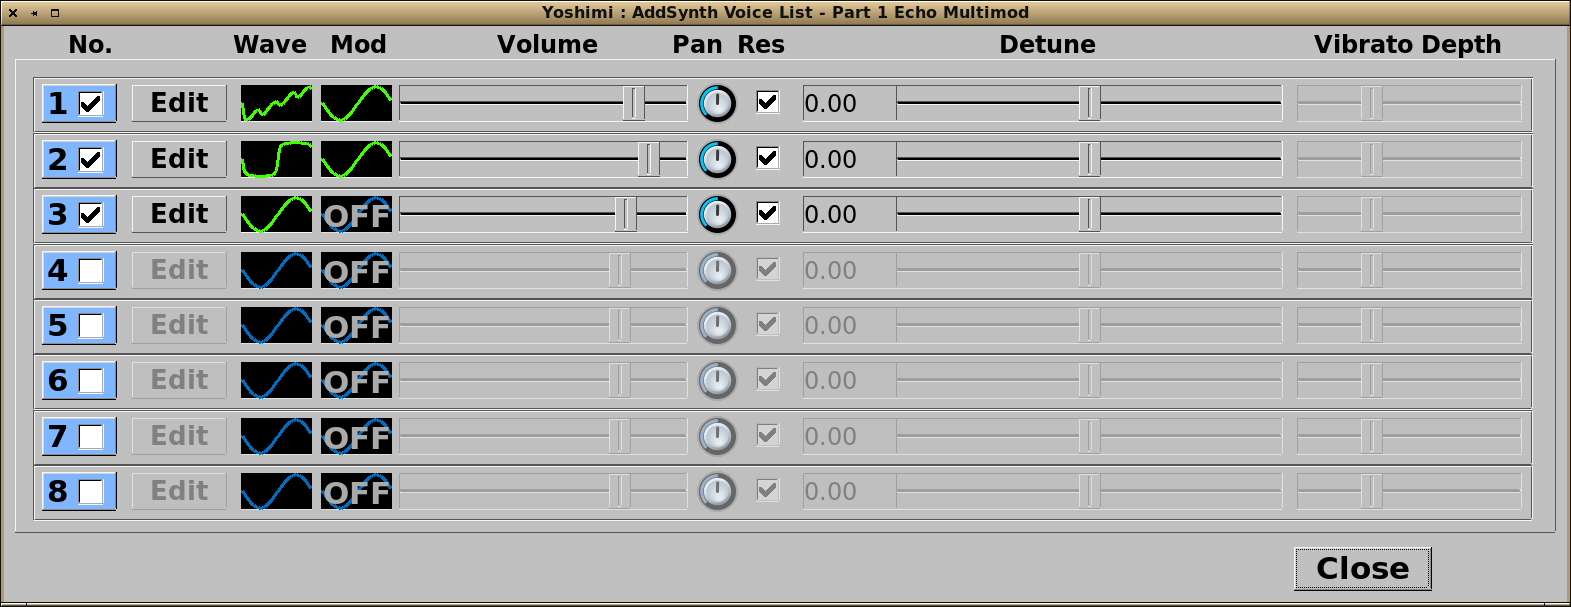 Yoshimi : AddSynth Voice List - Part 1 Echo Multimod
No. Wave Mod Volume Pan Res Detune Vibrato Depth
1 Edit 0.00
2 Edit 0.00
3 Edit OFF 0.00
4 Edit OFF 0.00
5 Edit OFF 0.00
6 Edit OFF 0.00
7 Edit OFF 0.00
8 Edit OFF 0.00
Close